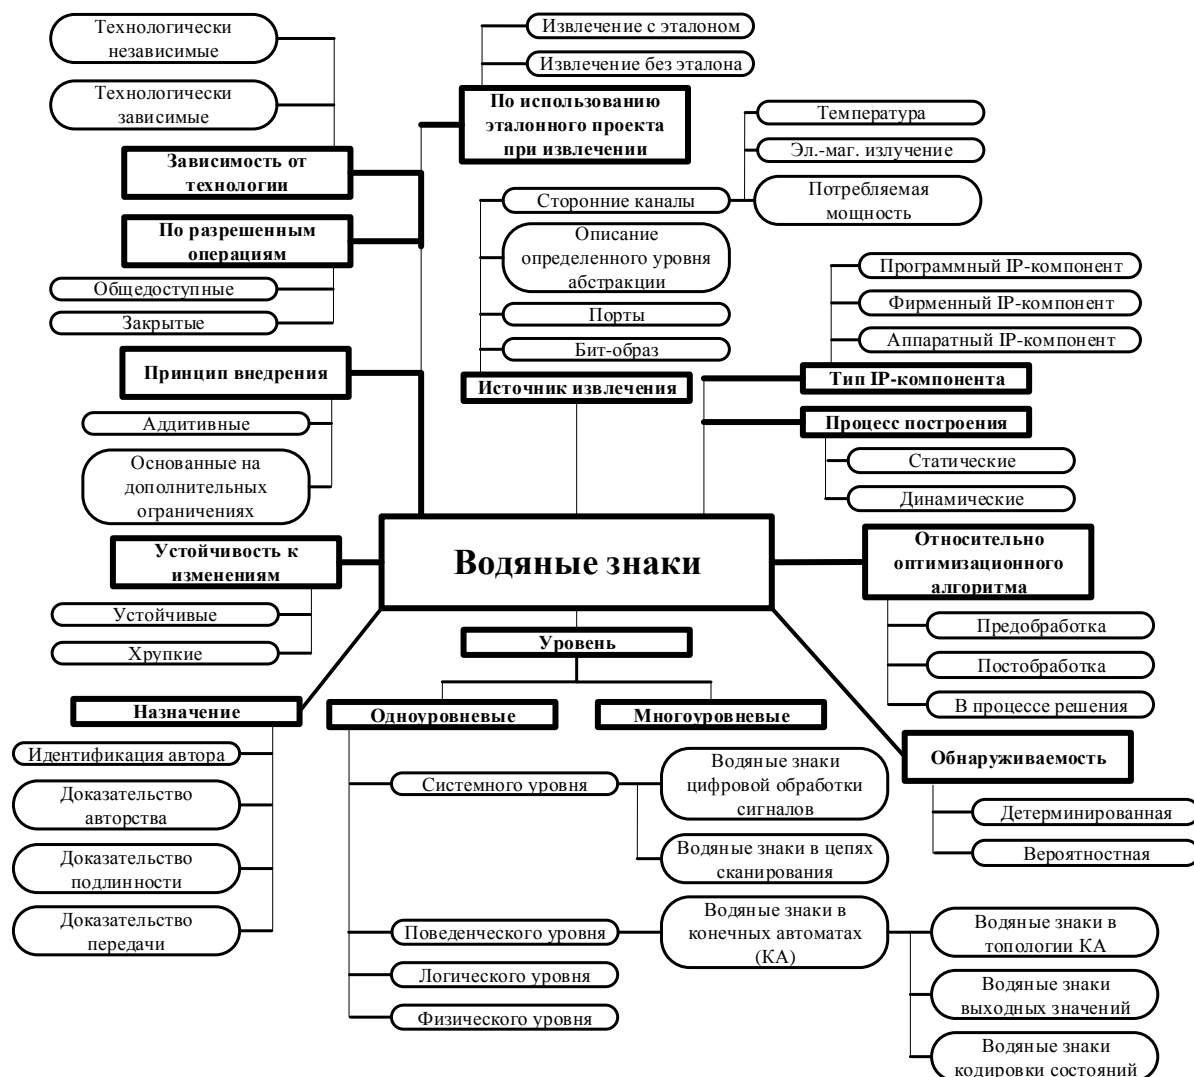 Технологически
независимые
Технологически
зависимые
Зависимость от
технологии
По разрешенным
операциям
Общедоступные
Закрытые
Принцип внедрения
Аддитивные
Основанные на
дополнительных
ограничениях
Устойчивость к
изменениям
Устойчивые
Хрупкие
Назначение
Идентификация автора
Доказательство
авторства
Доказательство
подлинности
Доказательство
передачи
Извлечение с эталоном
Извлечение без эталона
По использованию
эталонного проекта
при извлечении
Сторонние каналы
Температура
Эл.-маг. излучение
Потребляемая
мощность
Описание
определенного уровня
абстракции
Порты
Бит-образ
Источник извлечения
Программный IP-компонент
Фирменный IP-компонент
Аппаратный IP-компонент
Тип IP-компонента
Процесс построения
Статические
Динамические
Водяные знаки
Относительно
оптимизационного
алгоритма
Предобработка
Постобработка
В процессе решения
Обнаруживаемость
Детерминированная
Вероятностная
Уровень
Одноуровневые
Многоуровневые
Системного уровня
Водяные знаки
цифровой обработки
сигналов
Водяные знаки в цепях
сканирования
Поведенческого уровня
Водяные знаки в
конечных автоматах
(КА)
Водяные знаки в
топологии КА
Водяные знаки
выходных значений
Водяные знаки
кодировки состояний
Логического уровня
Физического уровня